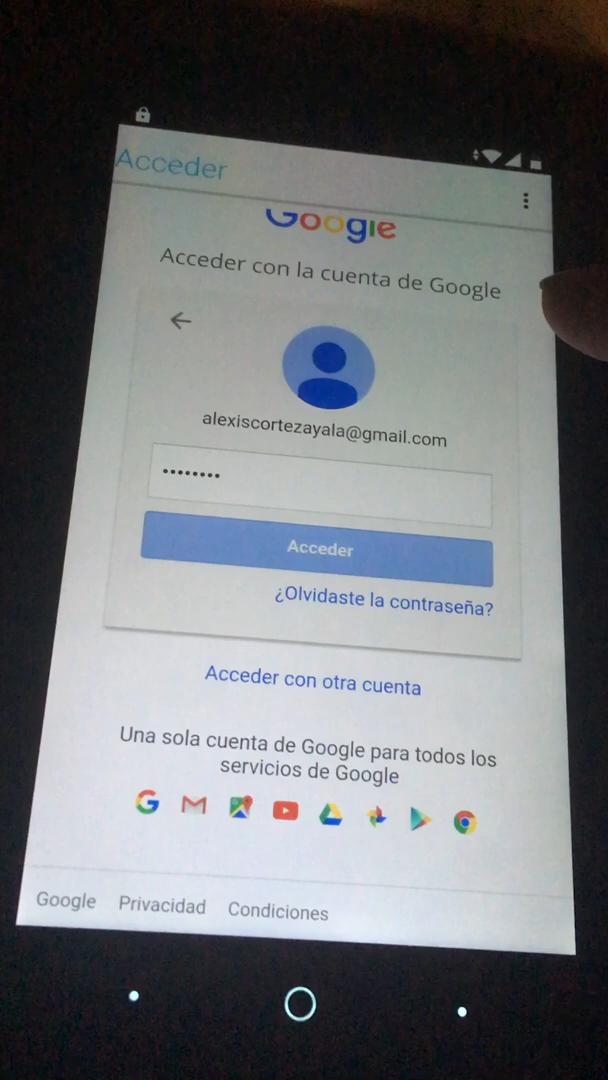 Acceder
Google
Acceder con la cuenta de Google
alexiscortezayala@gmail.com
••••••••
Acceder
¿Olvidaste la contraseña?
Acceder con otra cuenta
Una sola cuenta de Google para todos los
servicios de Google
Google Privacidad Condiciones